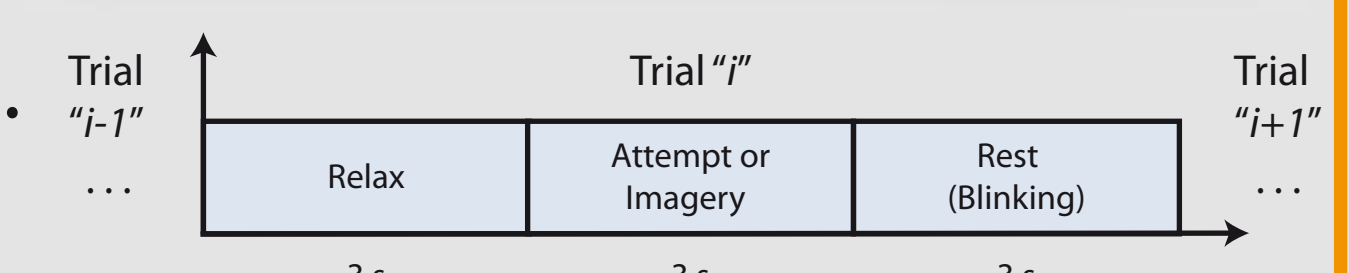 Trial "i-1" . . .
Trial "i"
Trial "i+1" . . .
Relax
Attempt or
Imagery
Rest
(Blinking)